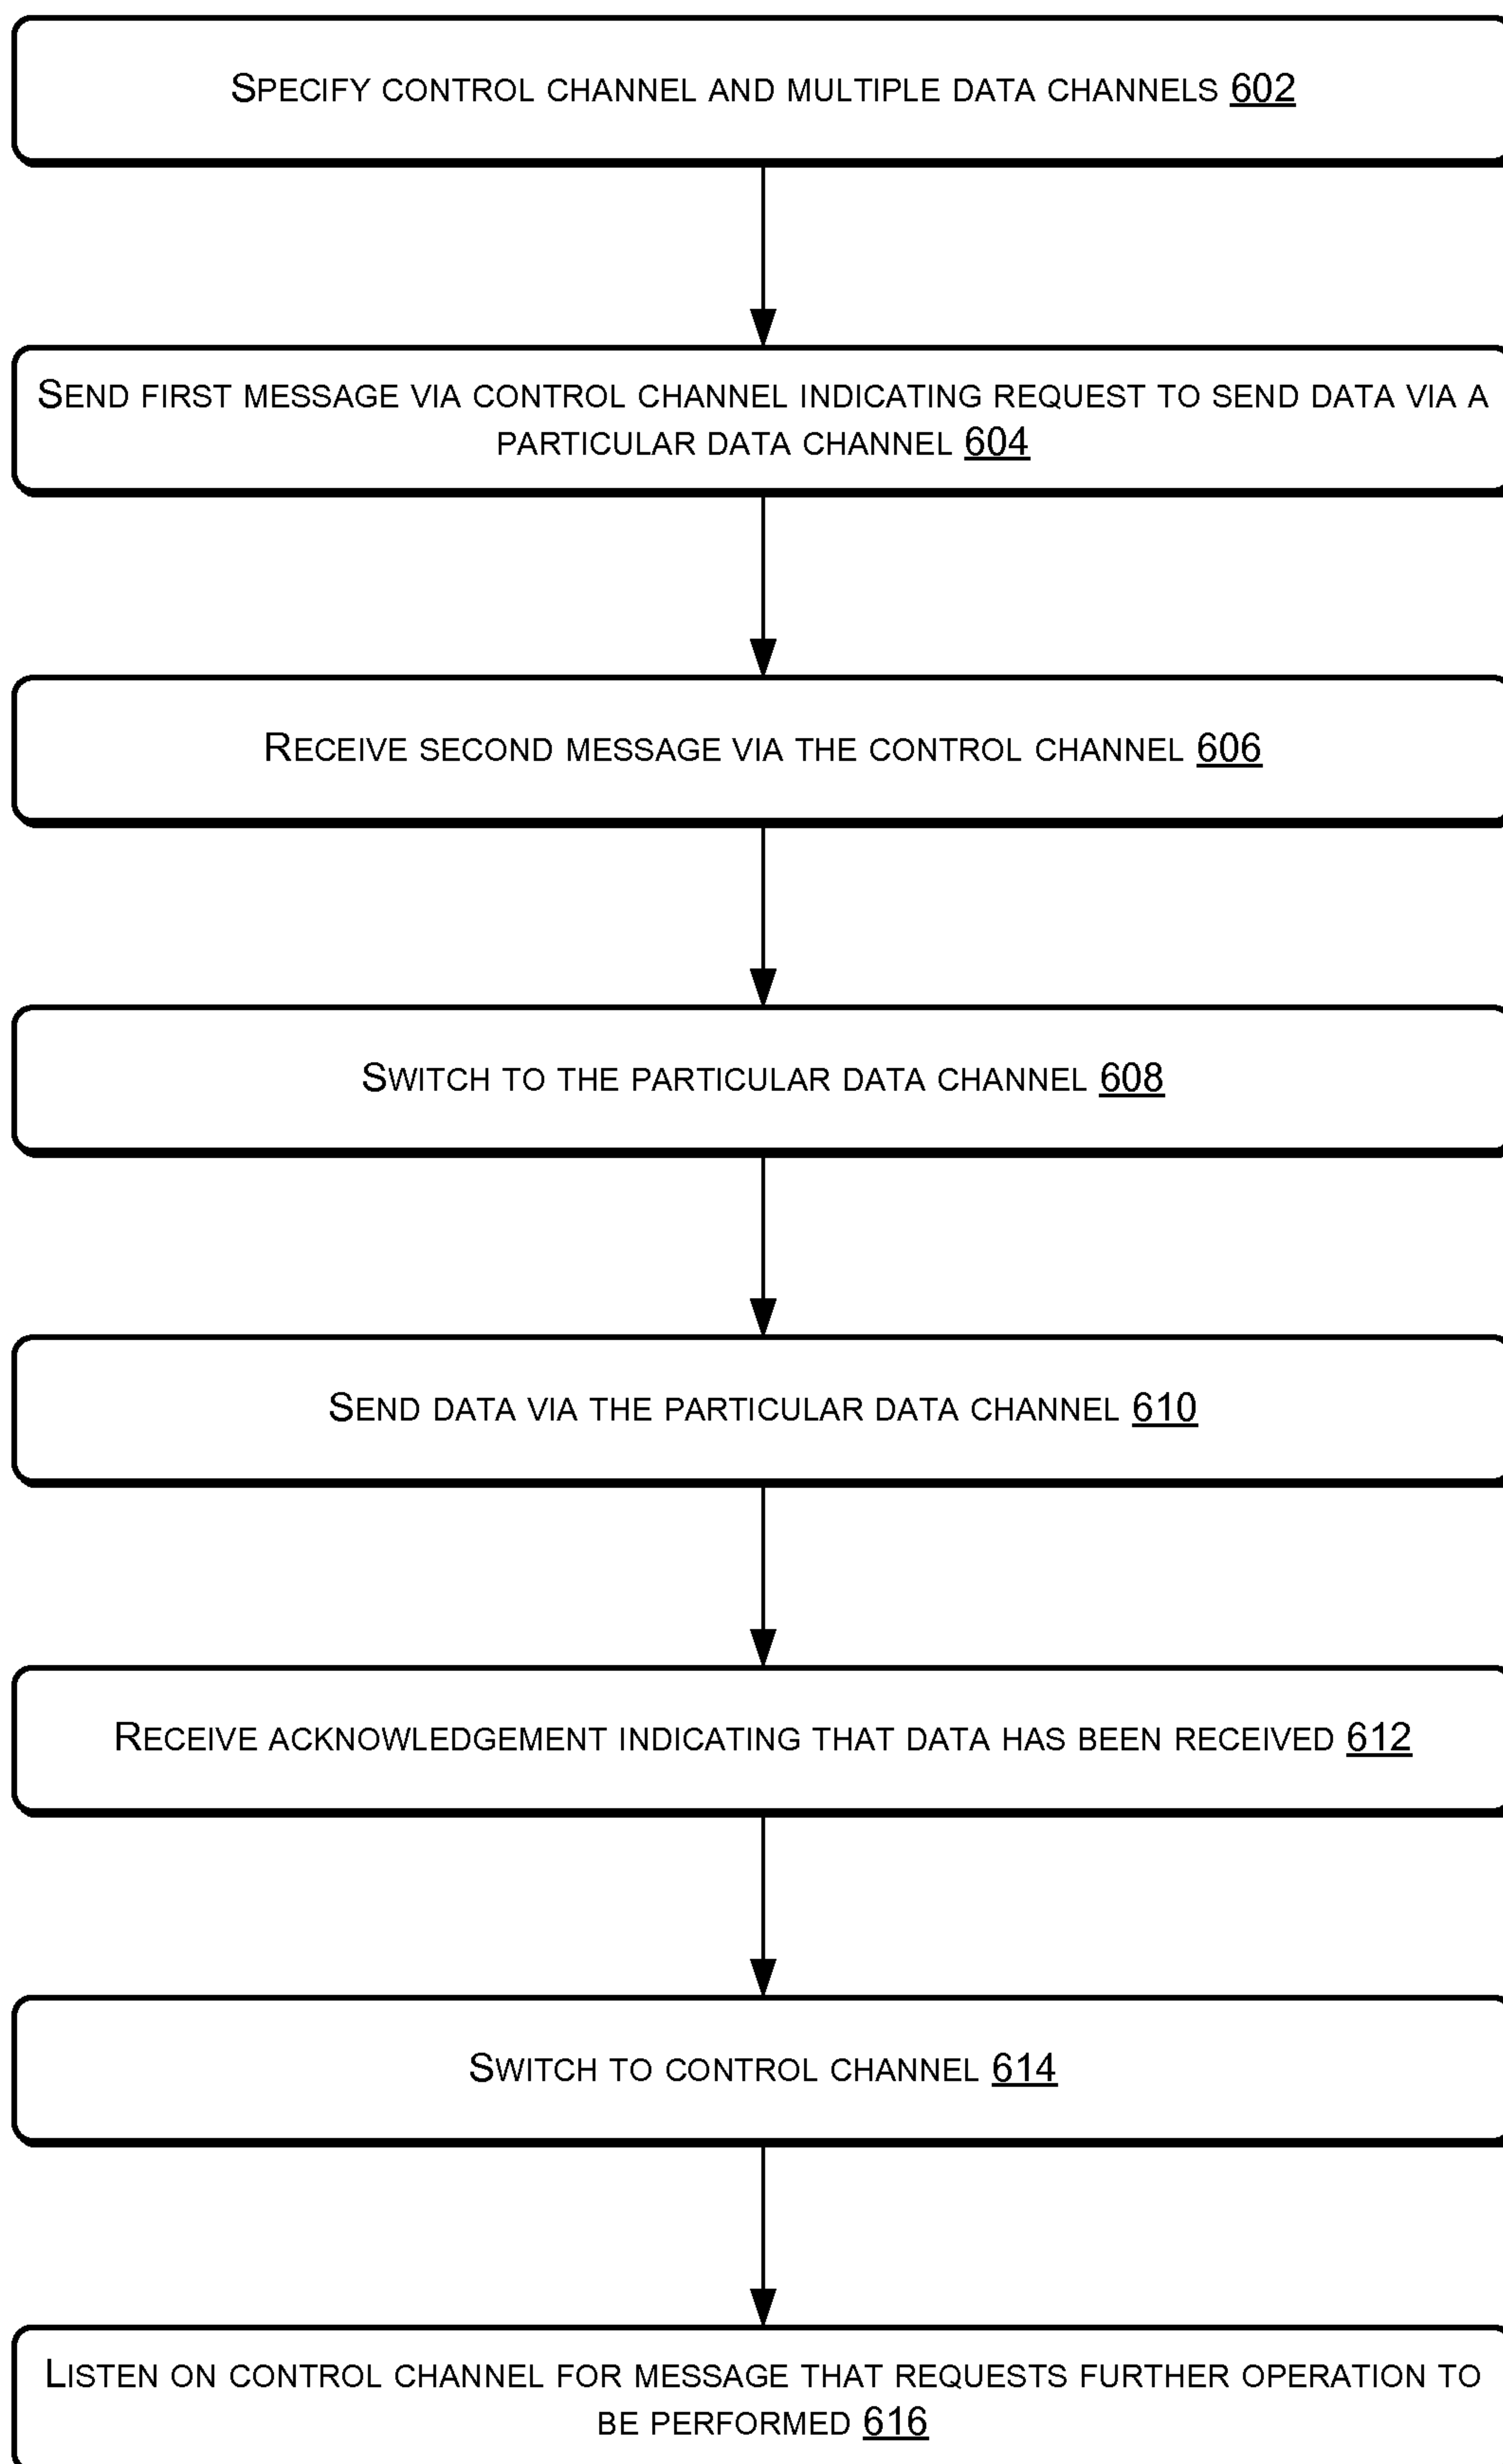 SPECIFY CONTROL CHANNEL AND MULTIPLE DATA CHANNELS 602
SEND FIRST MESSAGE VIA CONTROL CHANNEL INDICATING REQUEST TO SEND DATA VIA A
PARTICULAR DATA CHANNEL 604
RECEIVE SECOND MESSAGE VIA THE CONTROL CHANNEL 606
SWITCH TO THE PARTICULAR DATA CHANNEL 608
SEND DATA VIA THE PARTICULAR DATA CHANNEL 610
RECEIVE ACKNOWLEDGEMENT INDICATING THAT DATA HAS BEEN RECEIVED 612
SWITCH TO CONTROL CHANNEL 614
LISTEN ON CONTROL CHANNEL FOR MESSAGE THAT REQUESTS FURTHER OPERATION TO
BE PERFORMED 616